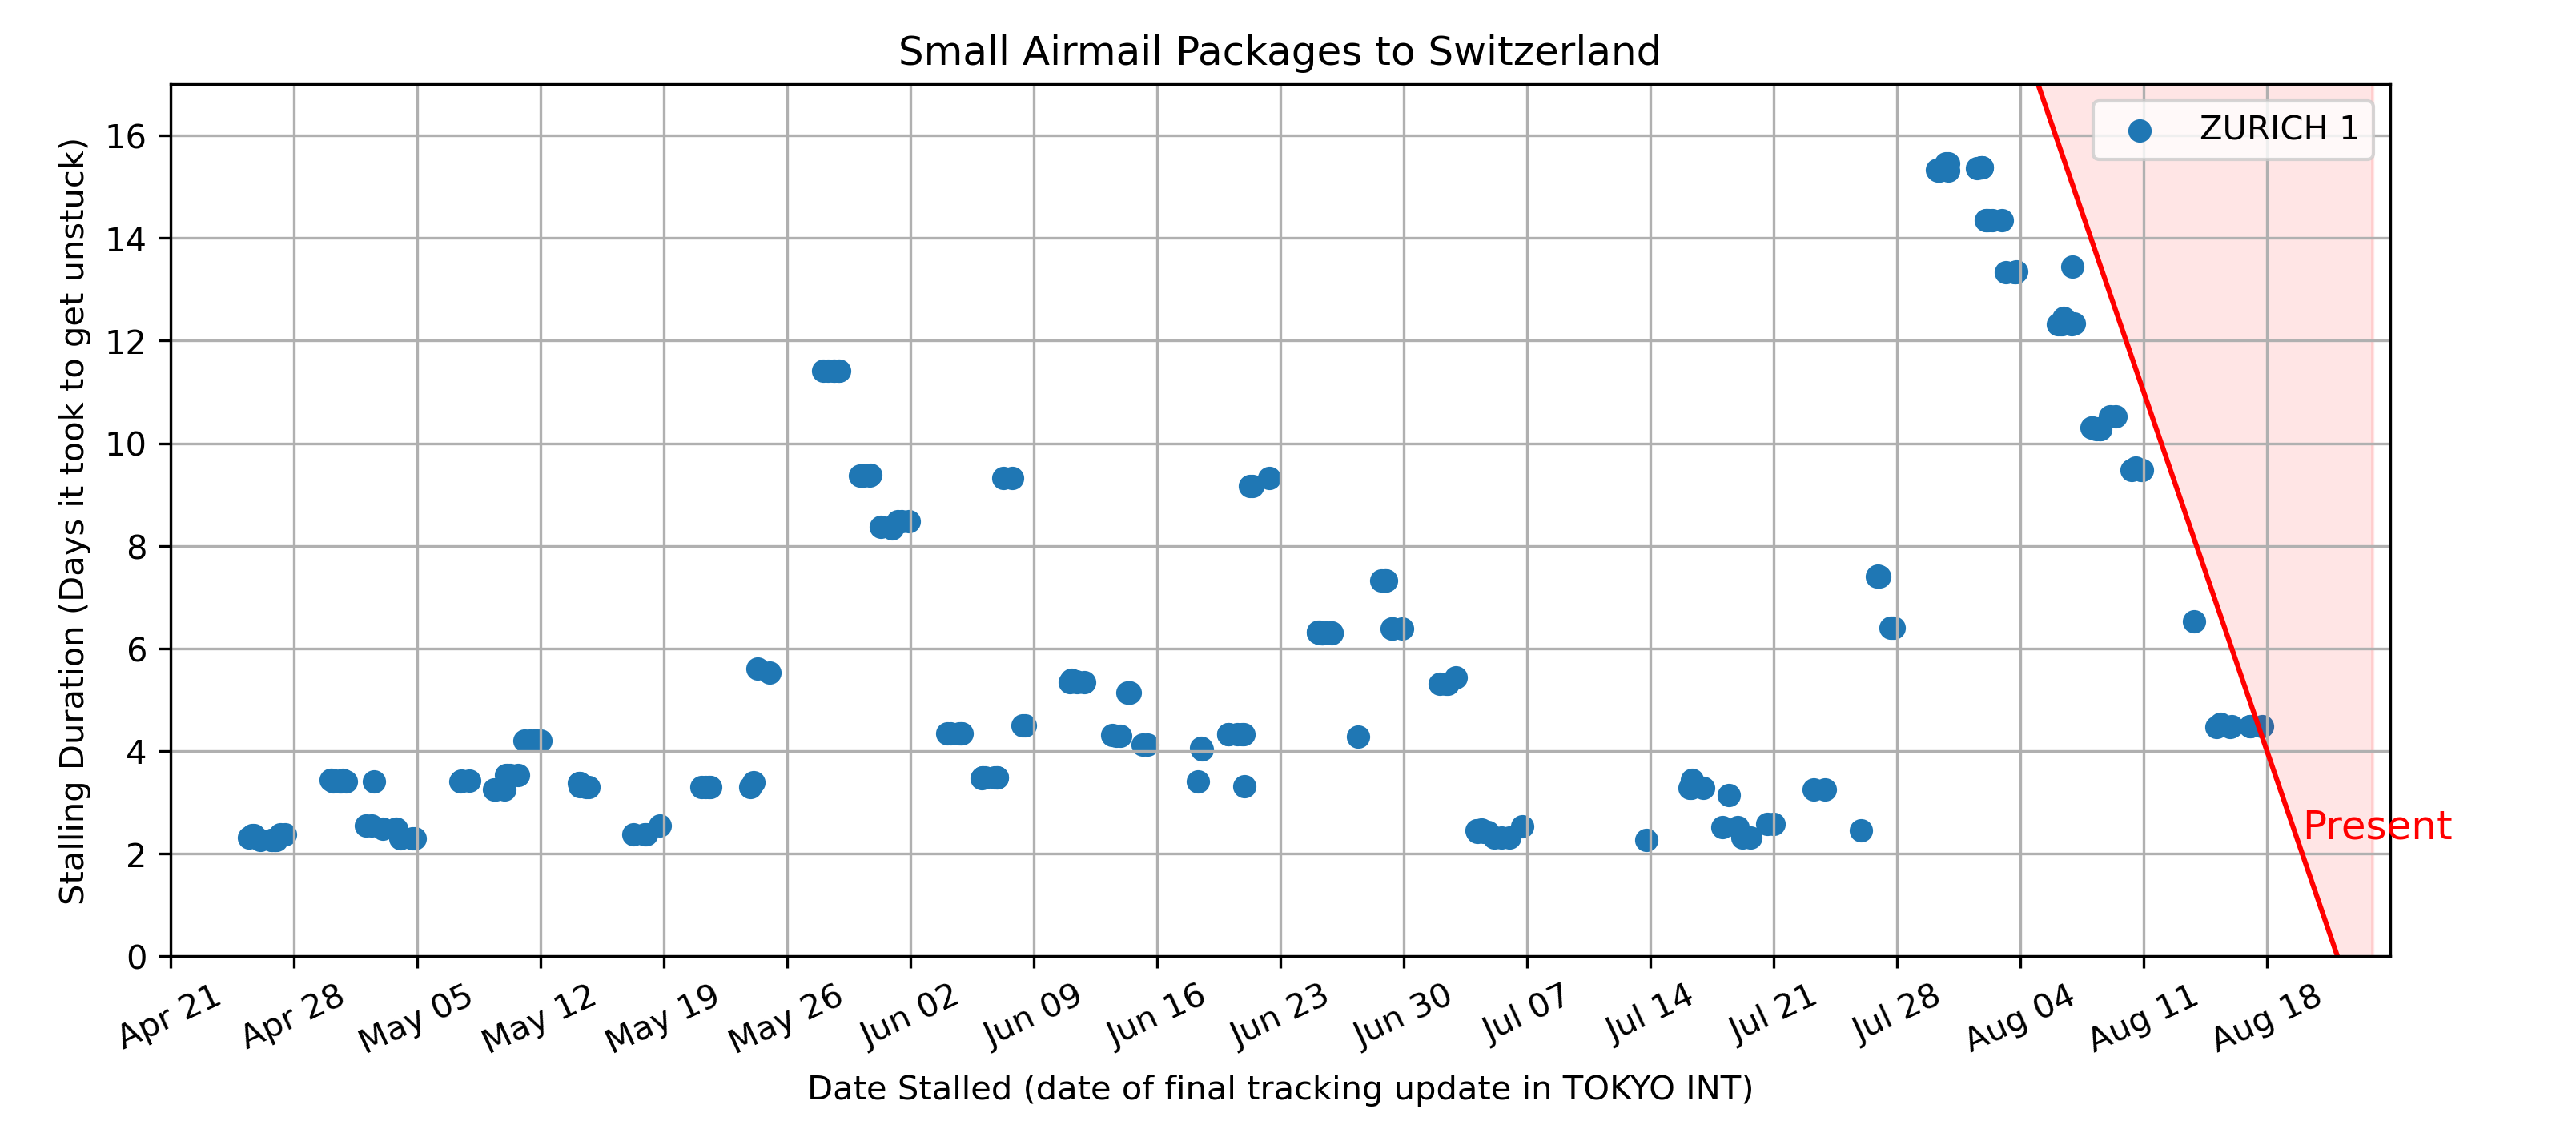 Small Airmail Packages to Switzerland
ZURICH 1
Stalling Duration (Days it took to get unstuck)
16
14
12
10
8
6
4
2
0
Present
Apr 21
Apr 28
May 05
May 12
May 19
May 26
Jun 02
Jun 09
Jun 16
Jun 23
Jun 30
Jul 07
Jul 14
Jul 21
Jul 28
Aug 04
Aug 11
Aug 18
Date Stalled (date of final tracking update in TOKYO INT)